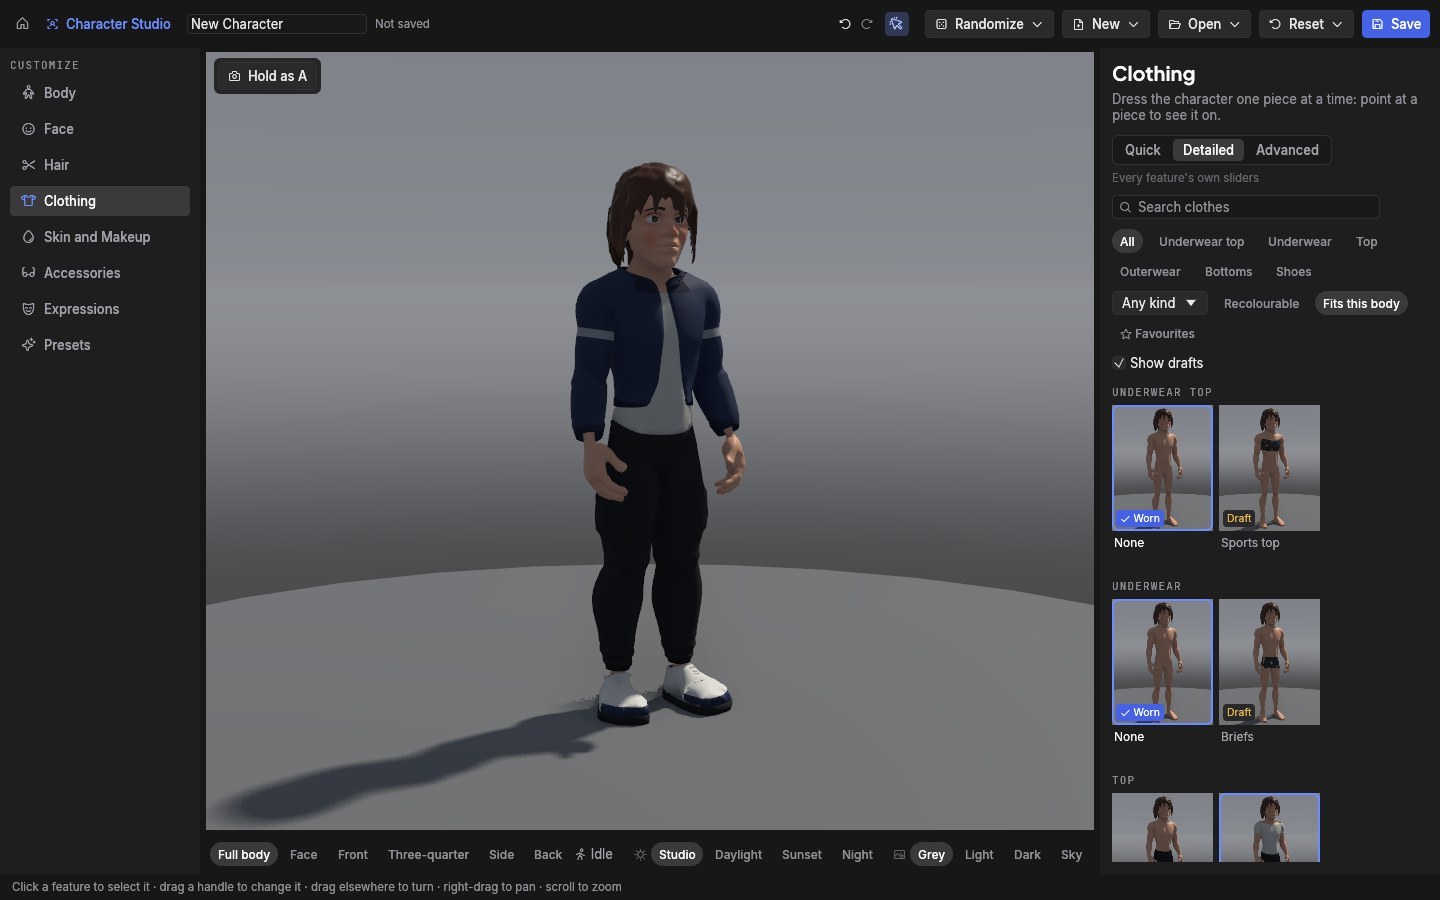 Character Studio
New Character
Not saved
Randomize
New
Open
Reset
Save
CUSTOMIZE
Body
Face
Hair
Clothing
Skin and Makeup
Accessories
Expressions
Presets
Hold as A
Full body
Face
Front
Three-quarter
Side
Back
Idle
Studio
Daylight
Sunset
Night
Grey
Light
Dark
Sky
Clothing
Dress the character one piece at a time: point at a
piece to see it on.
Quick
Detailed
Advanced
Every feature's own sliders
Search clothes
All
Underwear top
Underwear
Top
Outerwear
Bottoms
Shoes
Any kind
Recolourable
Fits this body
Favourites
Show drafts
UNDERWEAR TOP
Worn
Draft
None
Sports top
UNDERWEAR
Worn
Draft
None
Briefs
TOP
Click a feature to select it · drag a handle to change it · drag elsewhere to turn · right-drag to pan · scroll to zoom